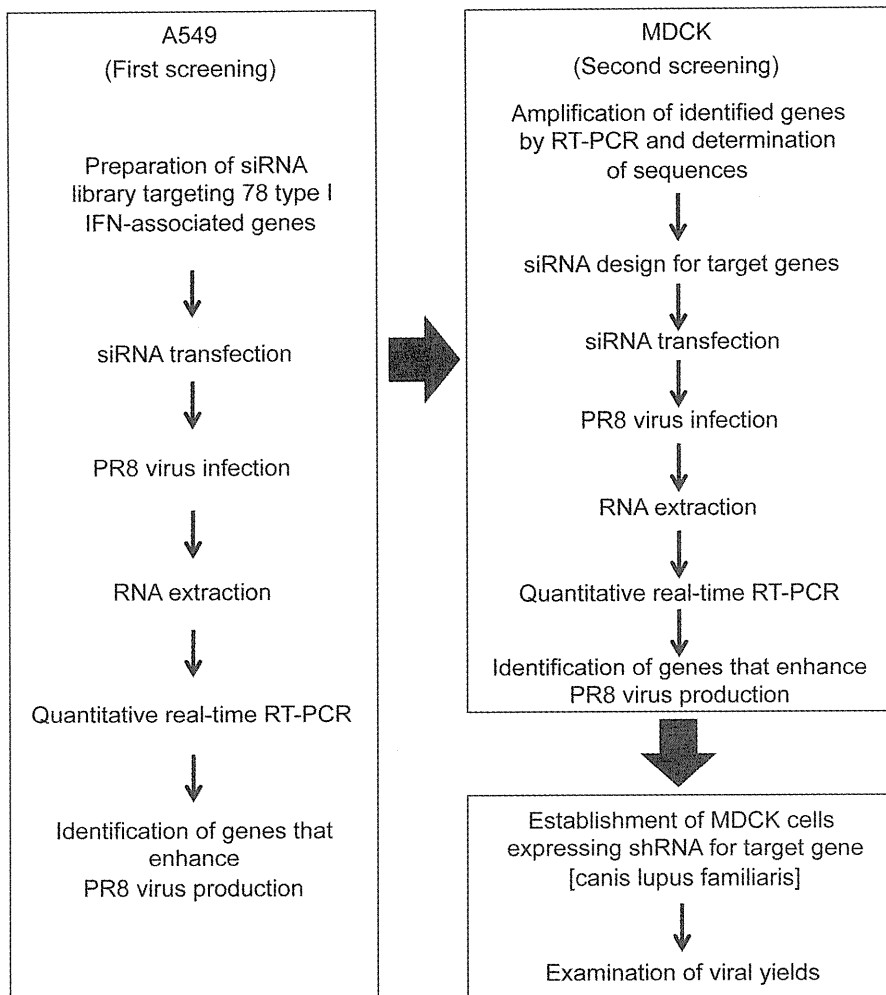 A549
(First screening)
Preparation of siRNA
library targeting 78 type I
IFN-associated genes
siRNA transfection
PR8 virus infection
RNA extraction
Quantitative real-time RT-PCR
Identification of genes that
enhance
PR8 virus production
MDCK
(Second screening)
Amplification of identified genes
by RT-PCR and determination
of sequences
siRNA design for target genes
siRNA transfection
PR8 virus infection
RNA extraction
Quantitative real-time RT-PCR
Identification of genes that enhance
PR8 virus production
Establishment of MDCK cells
expressing shRNA for target gene
[canis lupus familiaris]
Examination of viral yields